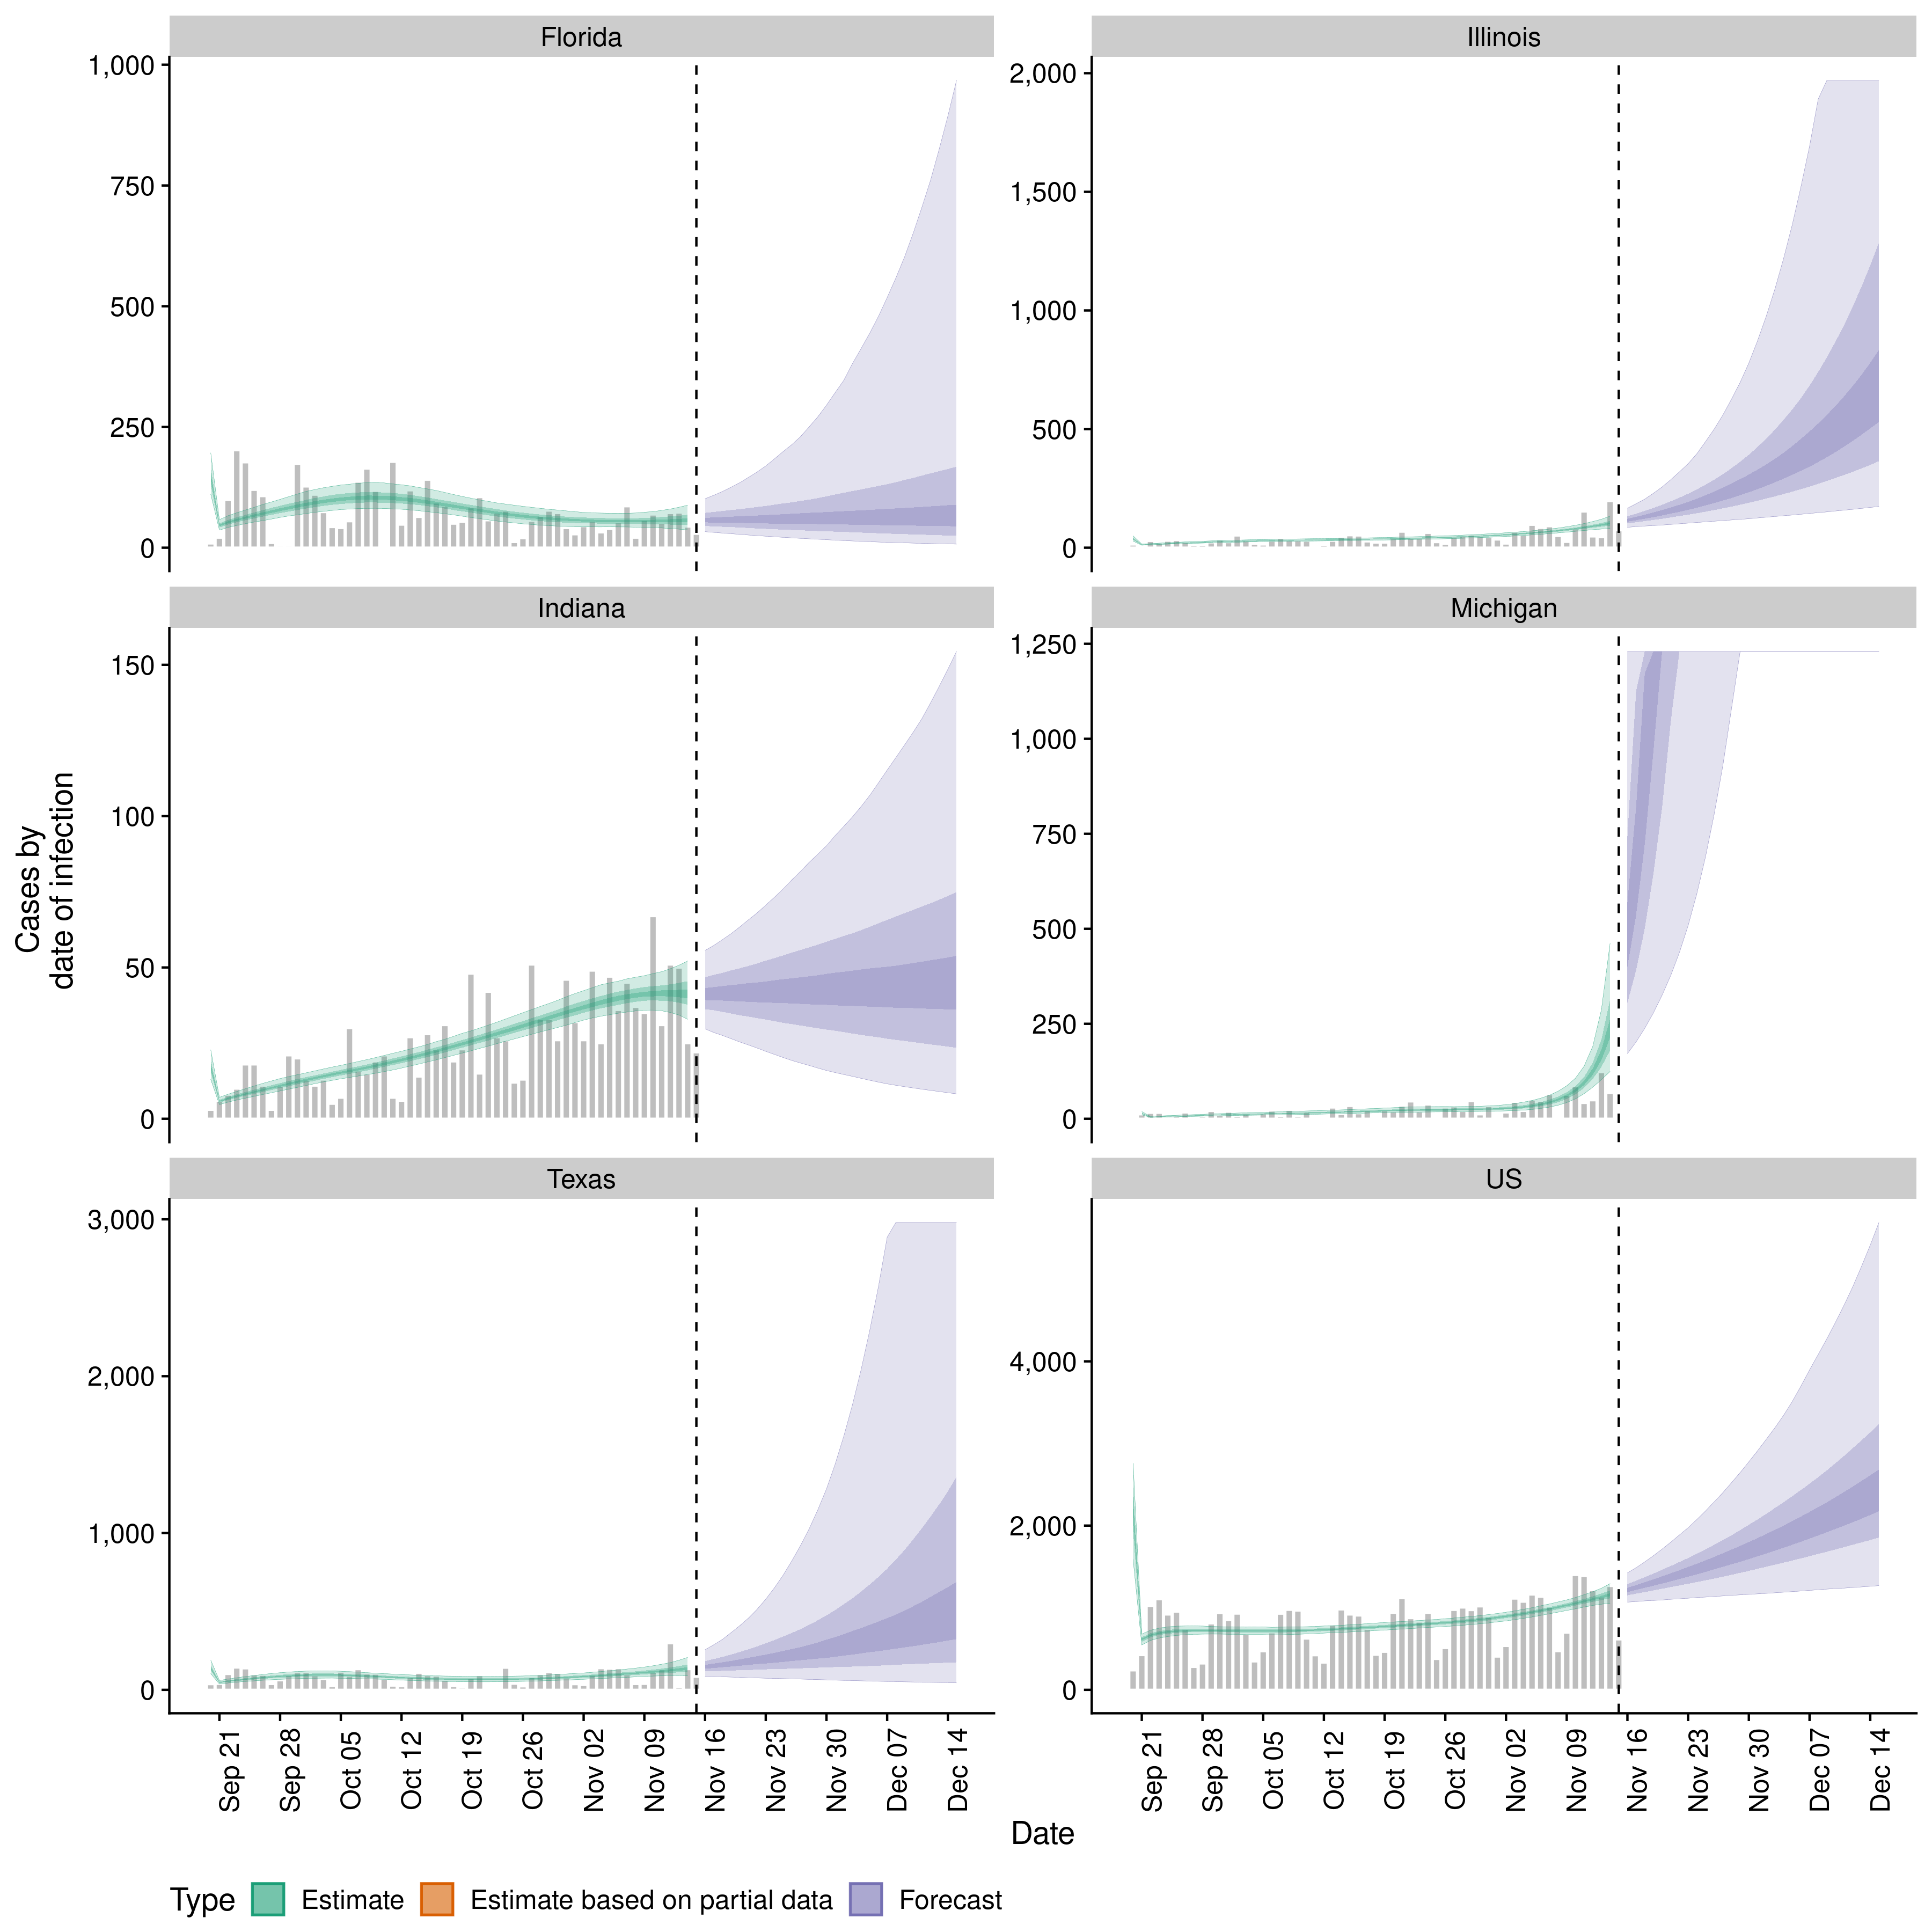 Florida
1,000
750
500
250
0
Illinois
2,000
1,500
1,000
500
0
Indiana
150
100
50
0
Michigan
1,250
1,000
750
500
250
0
Cases by
date of infection
Texas
3,000
2,000
1,000
0
US
4,000
2,000
0
Sep 21
Sep 28
Oct 05
Oct 12
Oct 19
Oct 26
Nov 02
Nov 09
Nov 16
Nov 23
Nov 30
Dec 07
Dec 14
Sep 21
Sep 28
Oct 05
Oct 12
Oct 19
Oct 26
Nov 02
Nov 09
Nov 16
Nov 23
Nov 30
Dec 07
Dec 14
Date
Type Estimate Estimate based on partial data Forecast